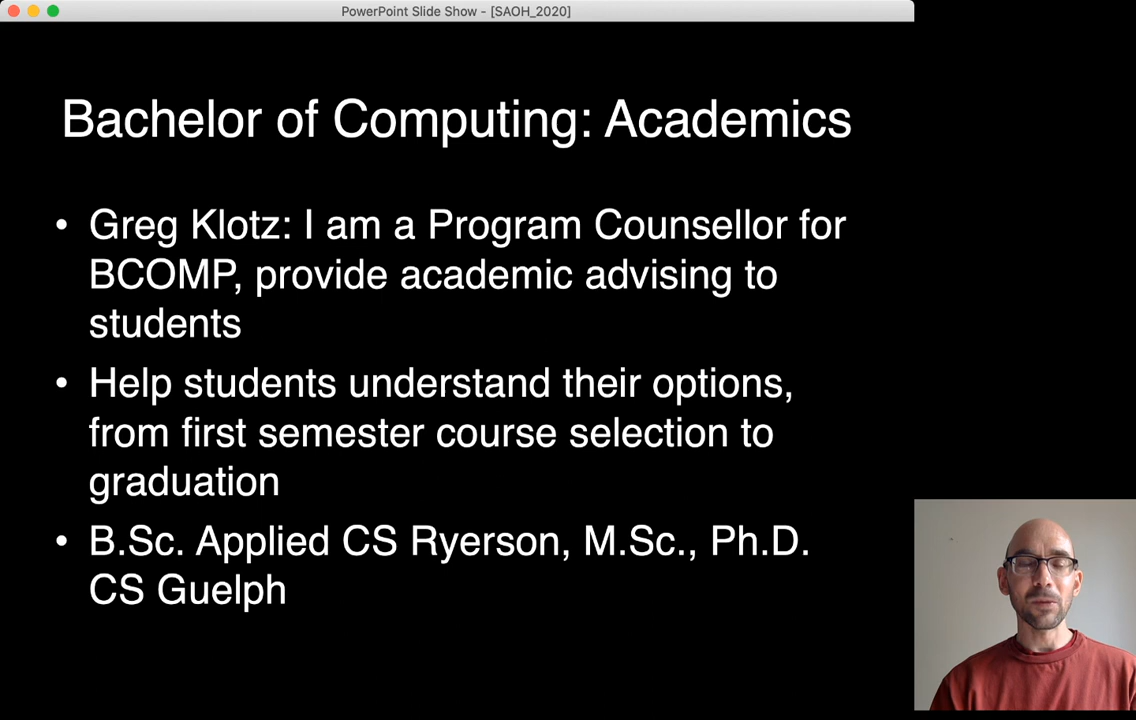 PowerPoint Slide Show - [SAOH_2020]
Bachelor of Computing: Academics
• Greg Klotz: I am a Program Counsellor for
BCOMP, provide academic advising to
students
• Help students understand their options,
from first semester course selection to
graduation
• B.Sc. Applied CS Ryerson, M.Sc., Ph.D.
CS Guelph